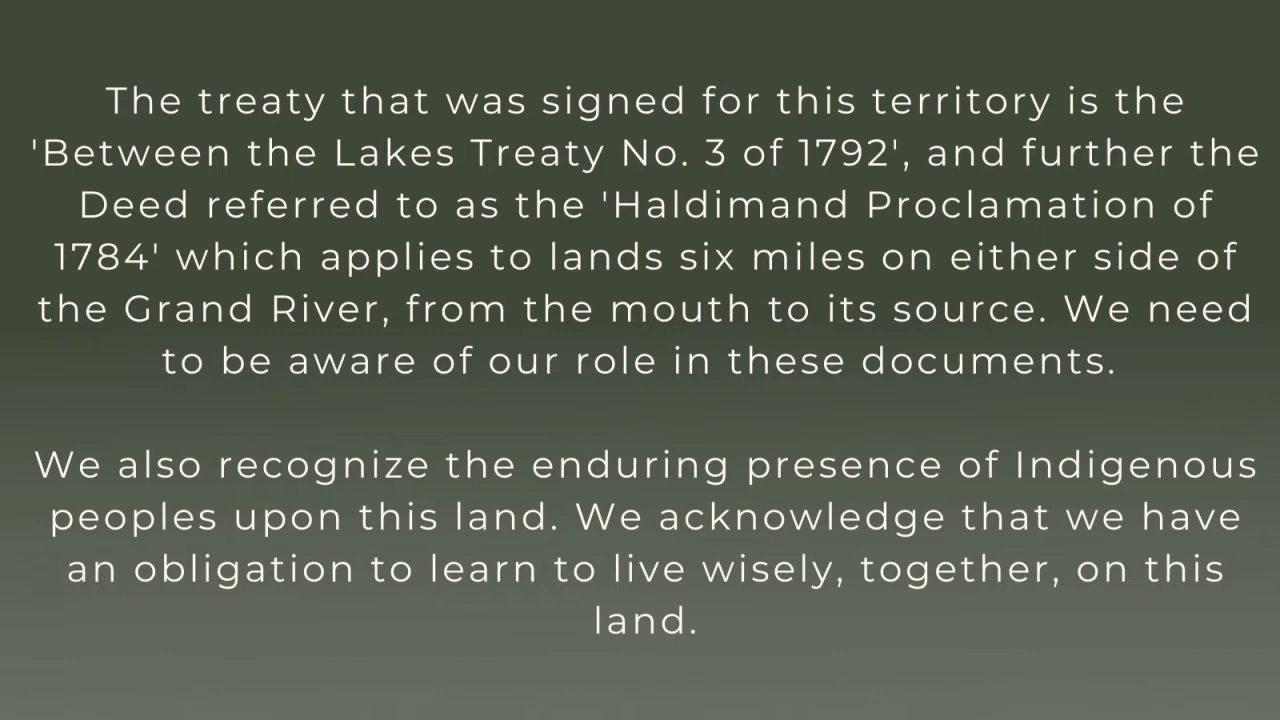 The treaty that was signed for this territory is the
'Between the Lakes Treaty No. 3 of 1792', and further the
Deed referred to as the 'Haldimand Proclamation of
1784' which applies to lands six miles on either side of
the Grand River, from the mouth to its source. We need
to be aware of our role in these documents.
We also recognize the enduring presence of Indigenous
peoples upon this land. We acknowledge that we have
an obligation to learn to live wisely, together, on this
land.